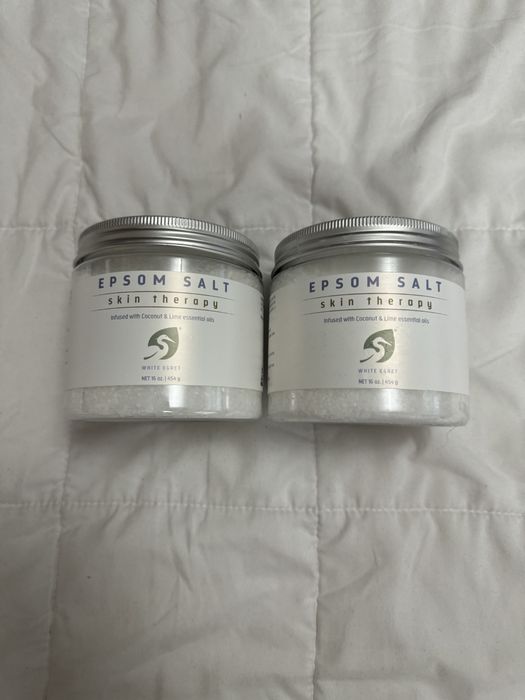 EPSOM SALT
skin therapy
Infused with Coconut & Lime essential oils
WHITE EGRET
NET 16 oz. | 454 g
EPSOM SALT
skin therapy
Infused with Coconut & Lime essential oils
WHITE EGRET
NET 16 oz. | 454 g